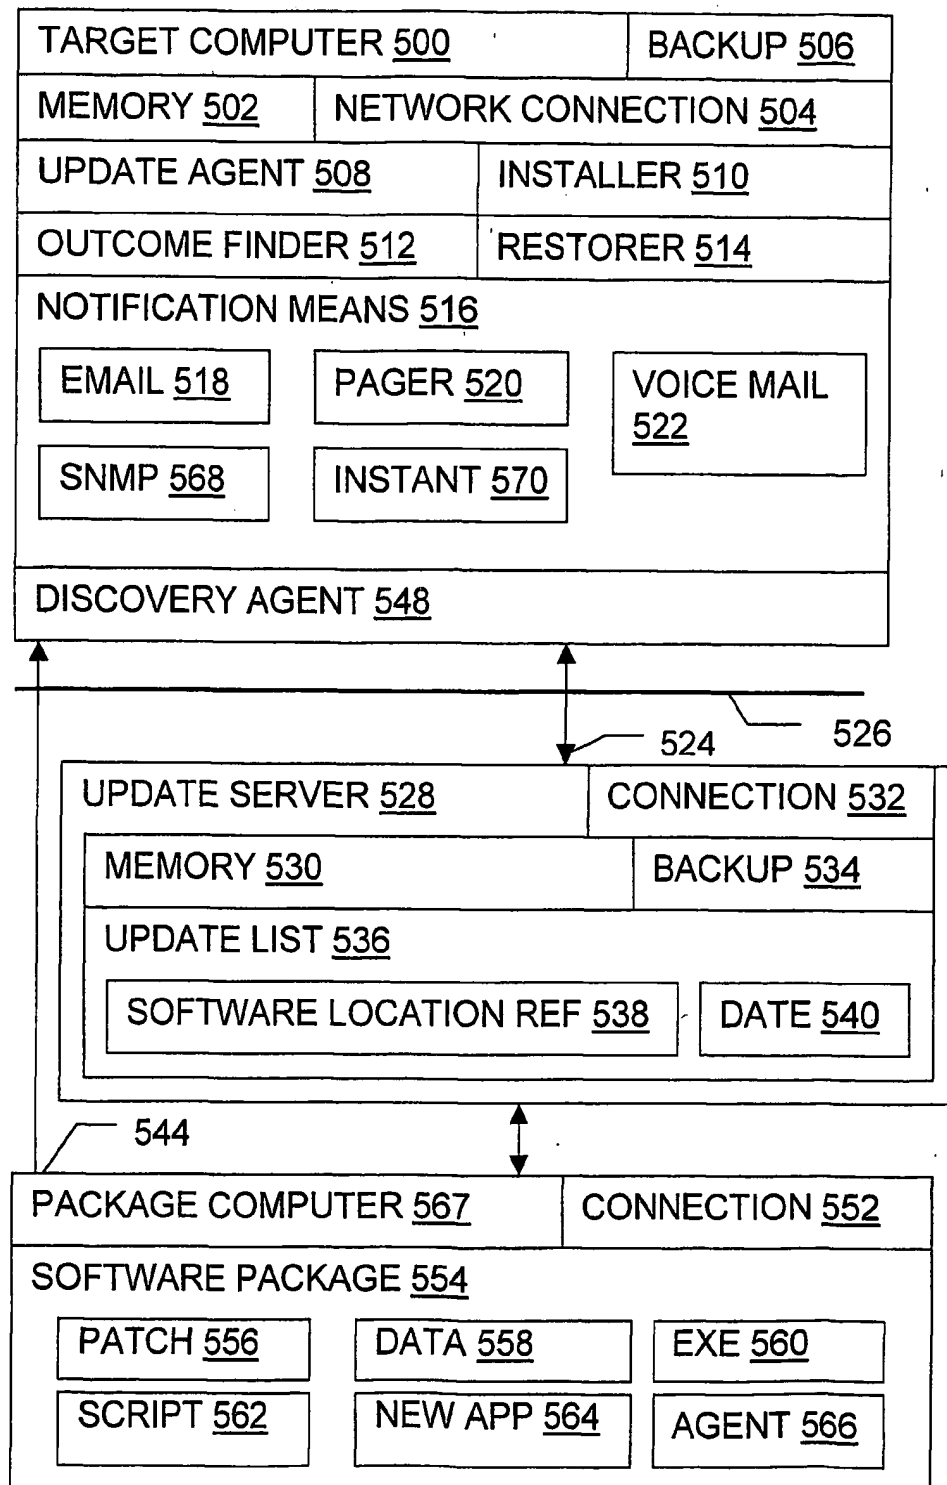 TARGET COMPUTER 500 BACKUP 506
MEMORY 502 NETWORK CONNECTION 504
UPDATE AGENT 508 INSTALLER 510
OUTCOME FINDER 512 RESTORER 514
NOTIFICATION MEANS 516
EMAIL 518 PAGER 520 VOICE MAIL
522
SNMP 568 INSTANT 570
DISCOVERY AGENT 548
524 526
UPDATE SERVER 528 CONNECTION 532
MEMORY 530 BACKUP 534
UPDATE LIST 536
SOFTWARE LOCATION REF 538 DATE 540
544
PACKAGE COMPUTER 567 CONNECTION 552
SOFTWARE PACKAGE 554
PATCH 556 DATA 558 EXE 560
SCRIPT 562 NEW APP 564 AGENT 566